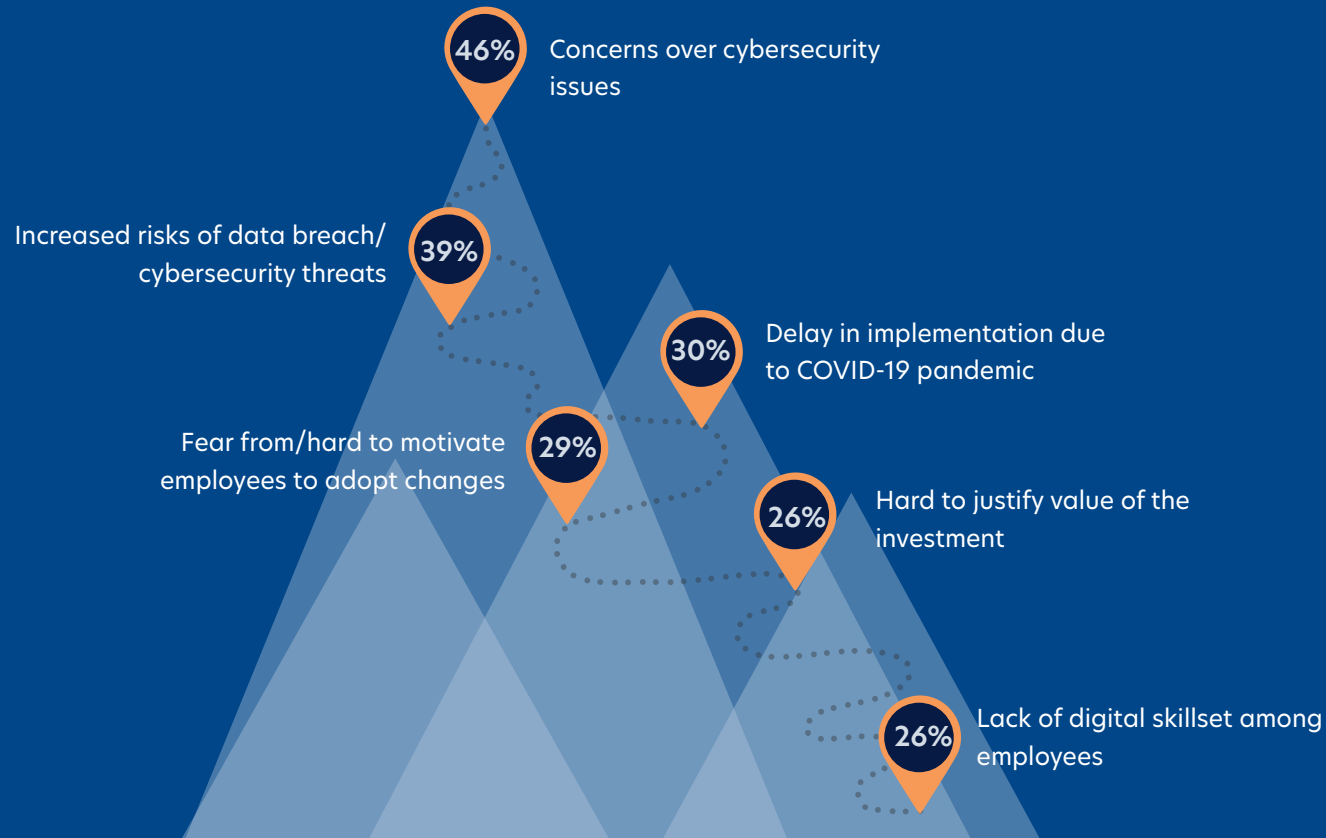 46%
Concerns over cybersecurity
issues
Increased risks of data breach/
cybersecurity threats
39%
30%
Delay in implementation due
to COVID-19 pandemic
Fear from/hard to motivate
employees to adopt changes
29%
26%
Hard to justify value of the
investment
26%
Lack of digital skillset among
employees